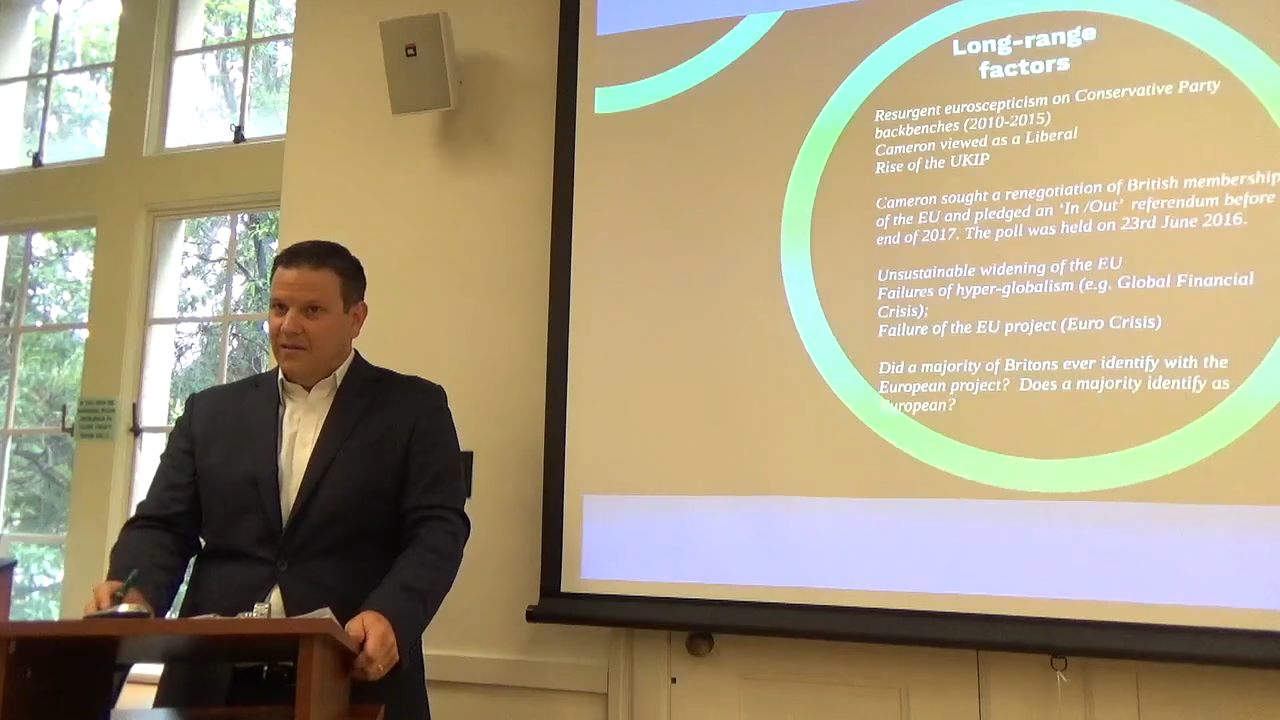 Long-range
factors
Resurgent euroscepticism on Conservative Party
backbenches (2010-2015)
Cameron viewed as a Liberal
Rise of the UKIP
Cameron sought a renegotiation of British membership
of the EU and pledged an ‘In /Out’ referendum before
end of 2017. The poll was held on 23rd June 2016.
Unsustainable widening of the EU
Failures of hyper-globalism (e.g. Global Financial
Crisis);
Failure of the EU project (Euro Crisis)
Did a majority of Britons ever identify with the
European project? Does a majority identify as
European?
JBL